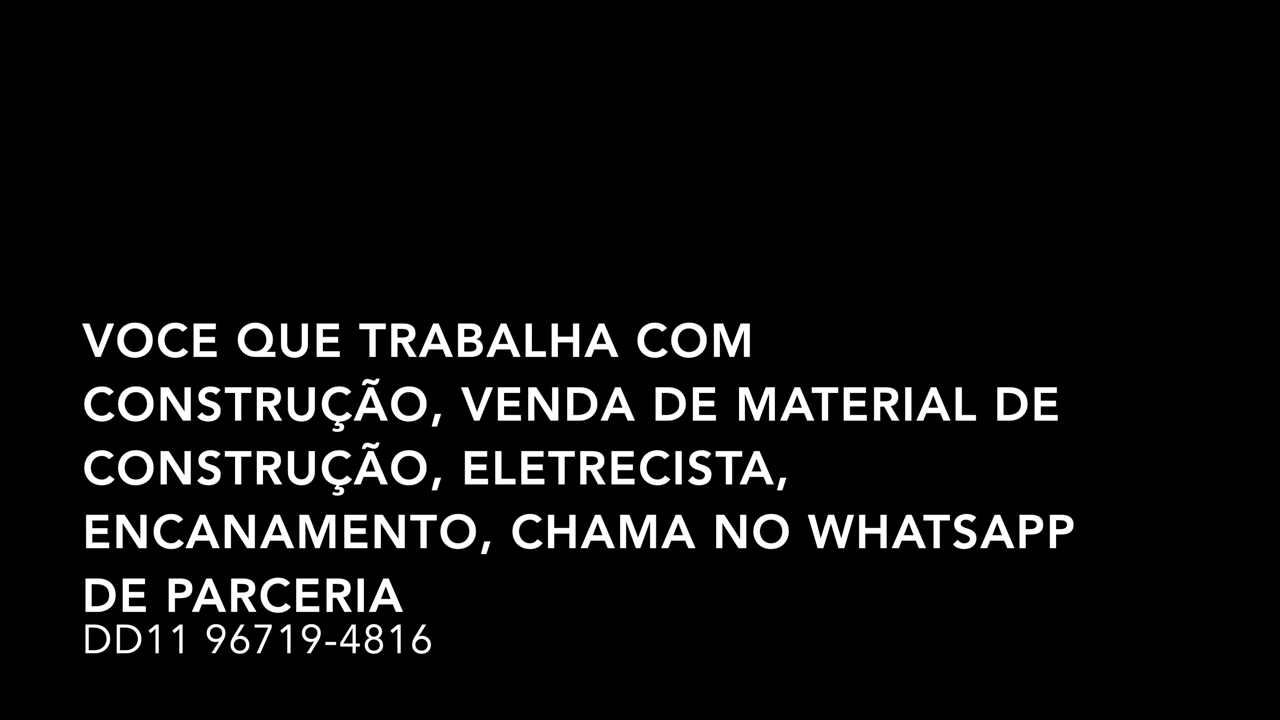 VOCE QUE TRABALHA COM
CONSTRUÇÃO, VENDA DE MATERIAL DE
CONSTRUÇÃO, ELETRECISTA,
ENCANAMENTO, CHAMA NO WHATSAPP
DE PARCERIA
DD11 96719-4816